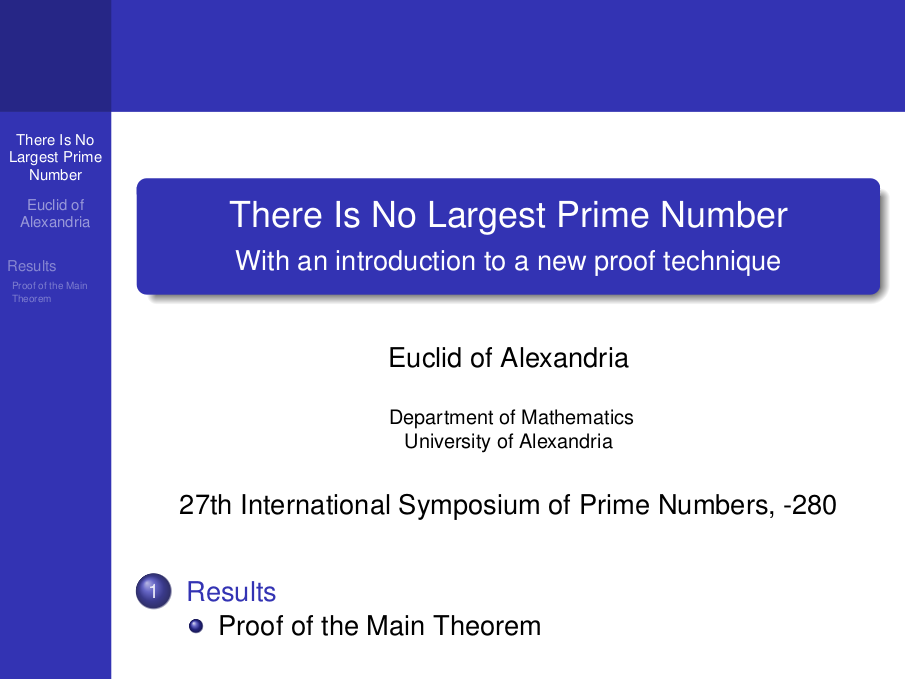 There Is No
Largest Prime
Number
Euclid of
Alexandria
Results
Proof of the Main
Theorem
There Is No Largest Prime Number
With an introduction to a new proof technique
Euclid of Alexandria
Department of Mathematics
University of Alexandria
27th International Symposium of Prime Numbers, -280
1 Results
Proof of the Main Theorem